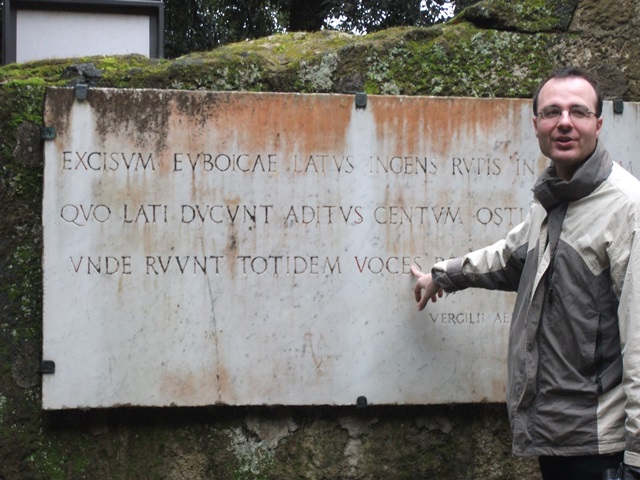 EXCISVM EVBOICAE LATVS INGENS RVPIS IN
QVO LATI DVCVNT ADITVS CENTVM
VNDE RVVNT TOTIDEM VOCES
VERGILII